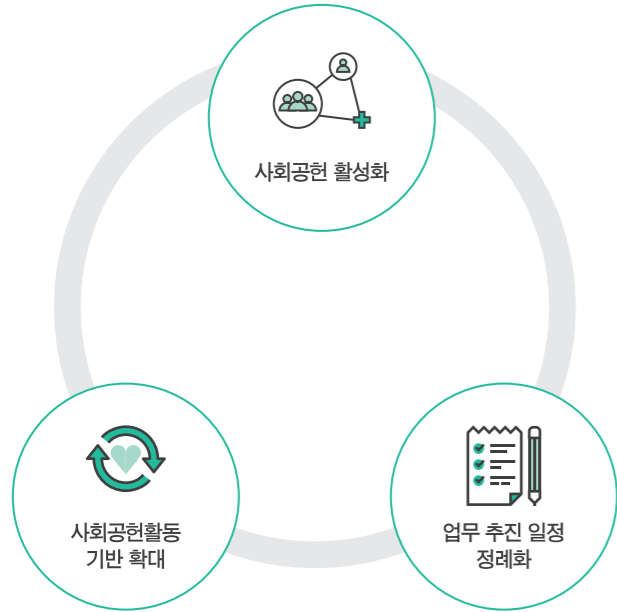 사회공헌 활성화
사회공헌활동
기반 확대
업무 추진 일정
정례화